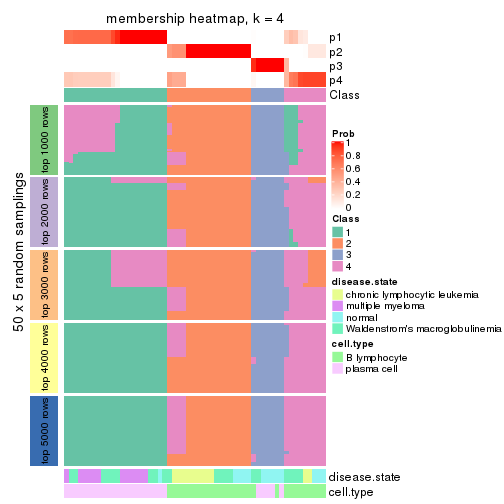 membership heatmap, k = 4
p1
p2
p3
p4
Class
50 x 5 random samplings
top 1000 rows
top 2000 rows
top 3000 rows
top 4000 rows
top 5000 rows
Prob
1
0.8
0.6
0.4
0.2
0
Class
1
2
3
4
disease.state
chronic lymphocytic leukemia
multiple myeloma
normal
Waldenstrom's macroglobulinemia
cell.type
B lymphocyte
plasma cell
disease.state
cell.type